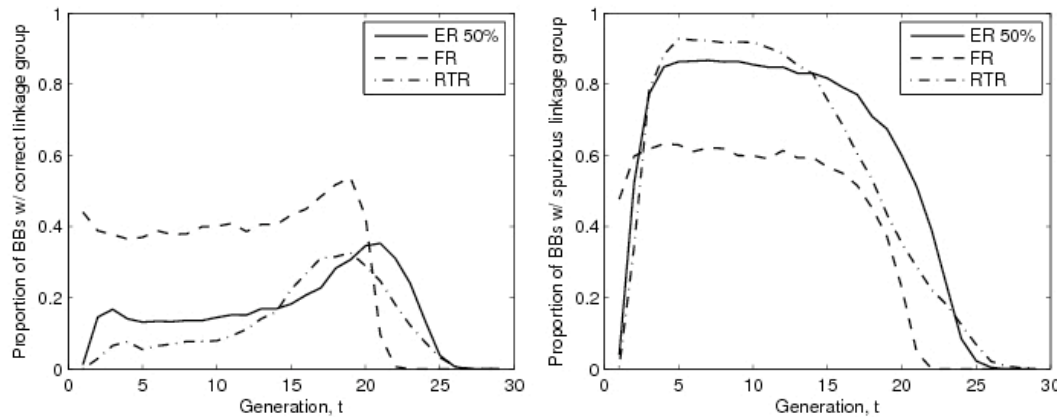 Proportion of BBs w/ correct linkage group
1
0.8
0.6
0.4
0.2
0
0 5 10 15 20 25 30
Generation, t
ER 50%
FR
RTR
Proportion of BBs w/ spurious linkage group
1
0.8
0.6
0.4
0.2
0
0 5 10 15 20 25 30
Generation, t
ER 50%
FR
RTR